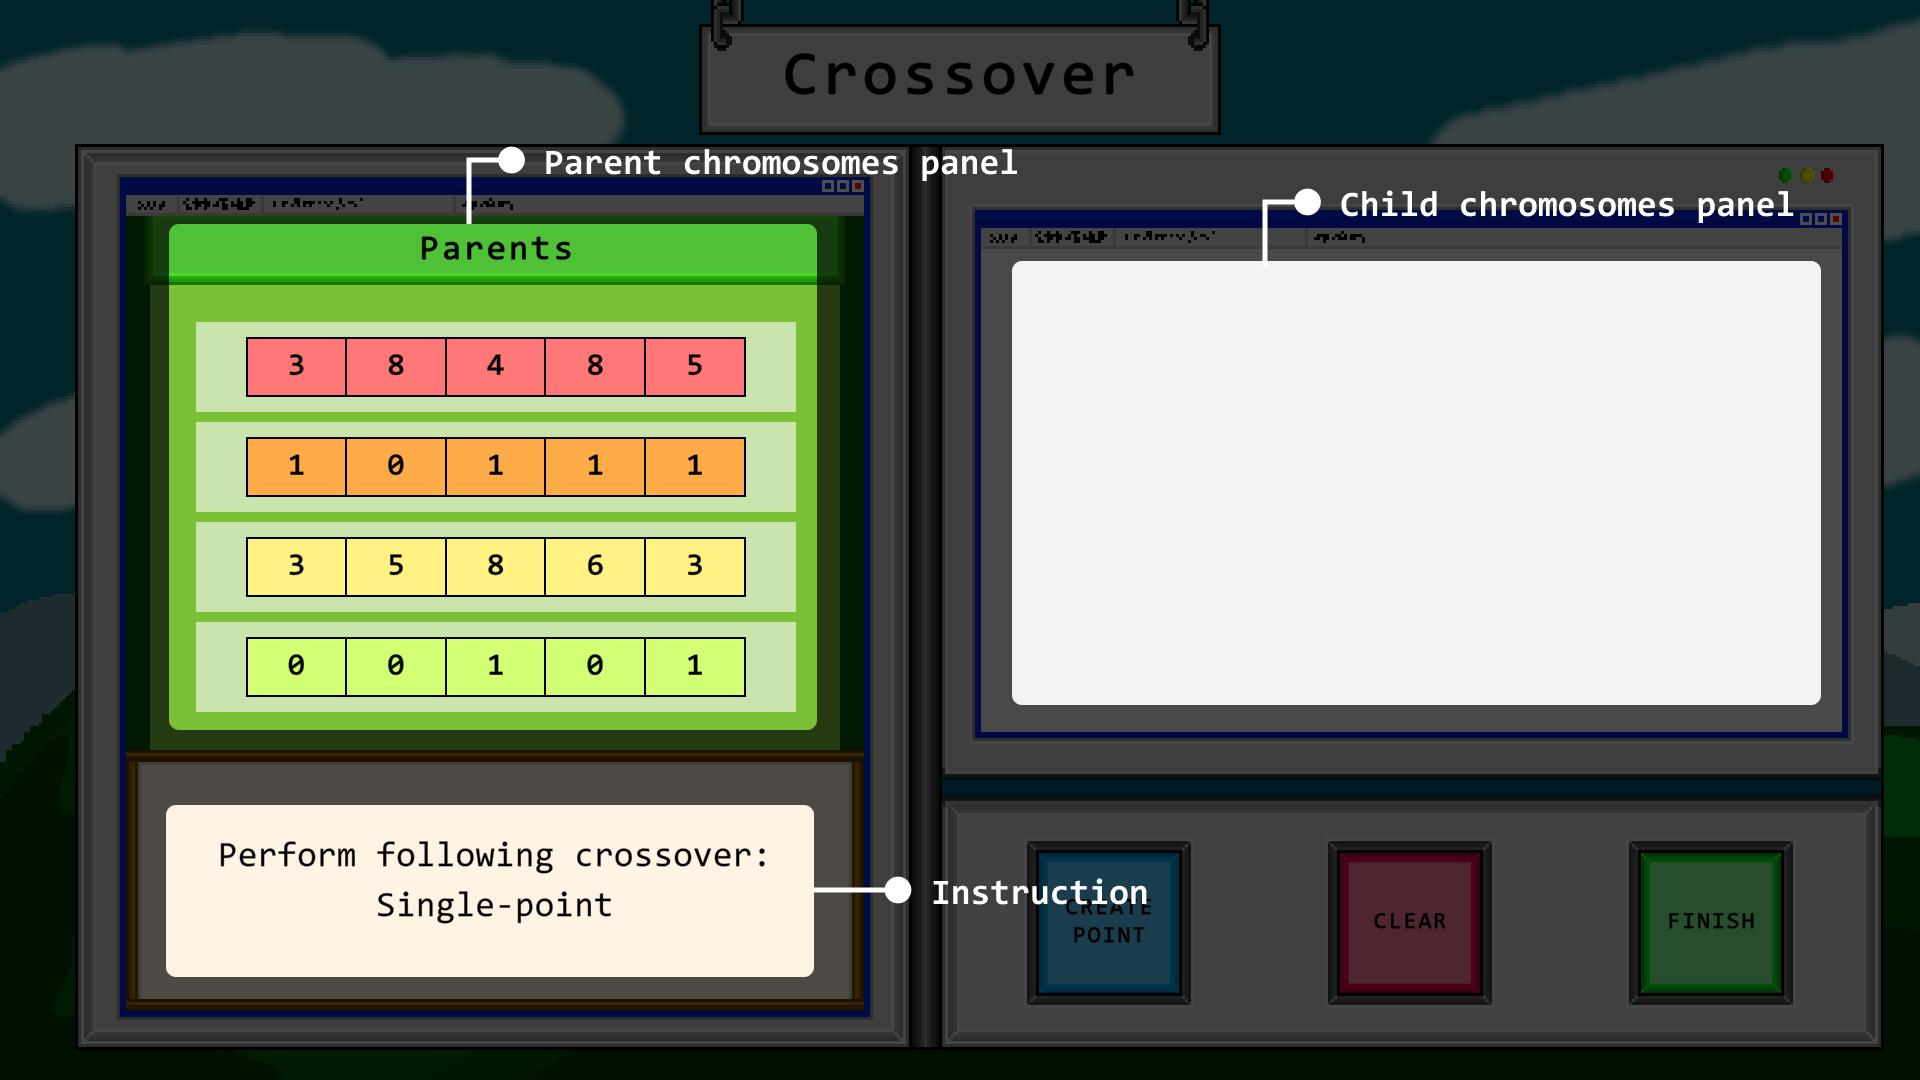 Crossover
Parent chromosomes panel
Child chromosomes panel
Parents
3 8 4 8 5
1 0 1 1 1
3 5 8 6 3
0 0 1 0 1
Perform following crossover:
Single-point
Instruction
CREATE
POINT
CLEAR
FINISH